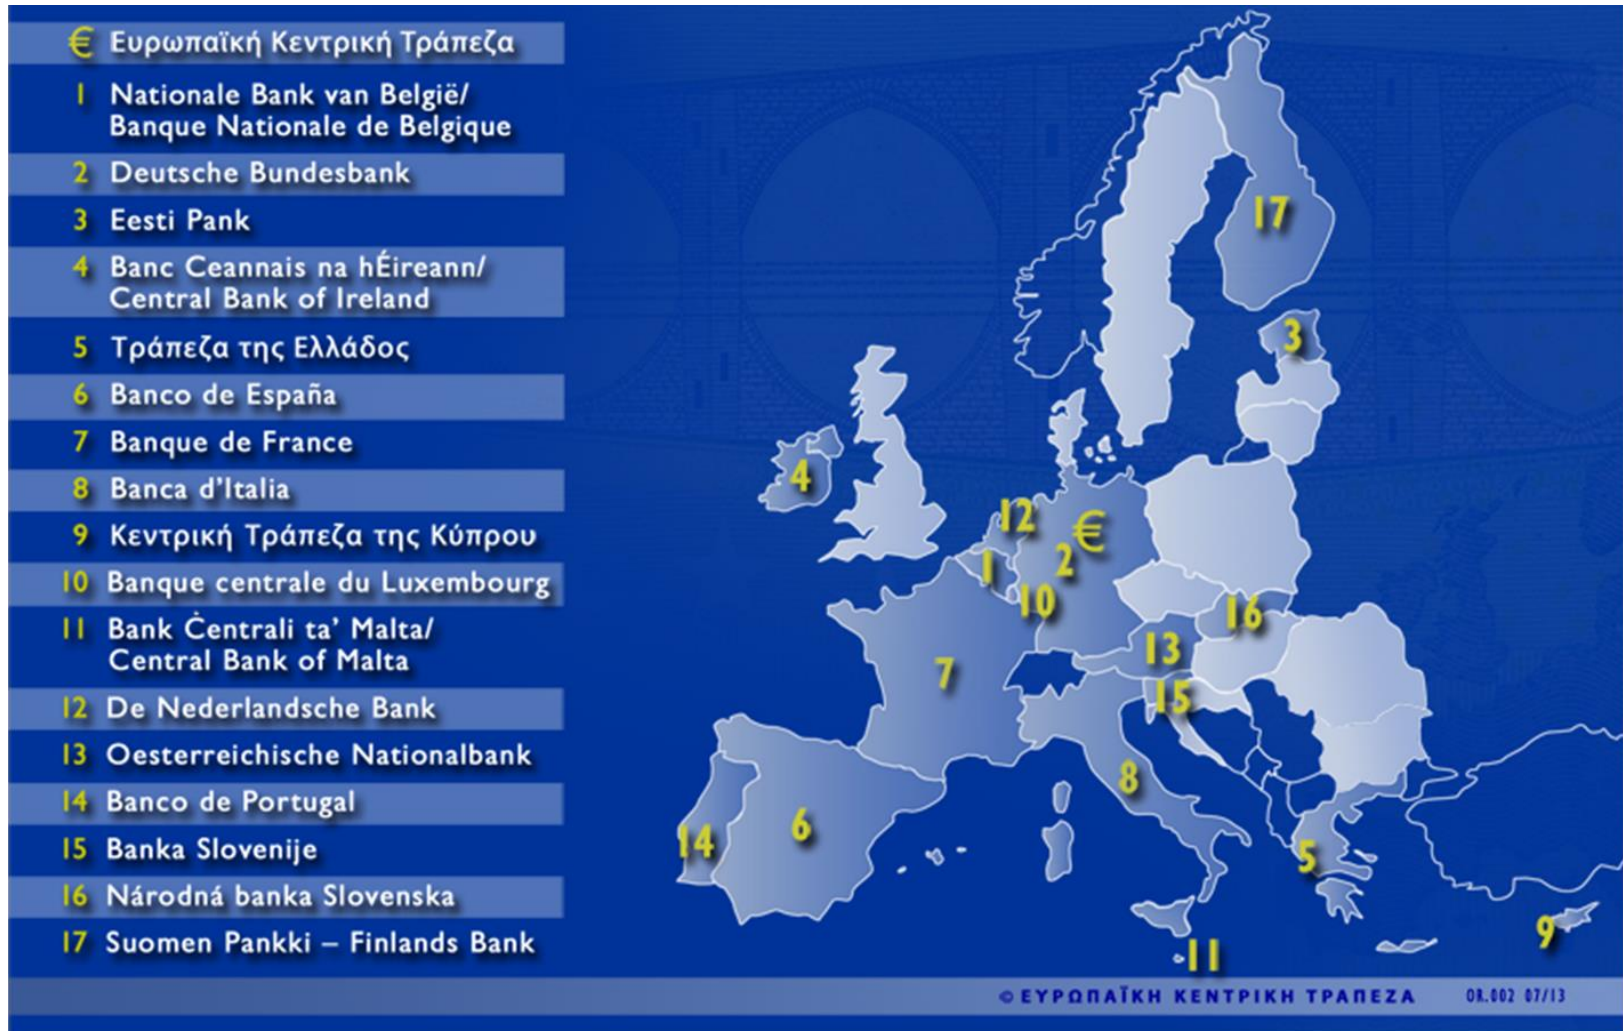 € Ευρωπαϊκή Κεντρική Τράπεζα
1 Nationale Bank van België/
Banque Nationale de Belgique
2 Deutsche Bundesbank
3 Eesti Pank
4 Banc Ceannais na hÉireann/
Central Bank of Ireland
5 Τράπεζα της Ελλάδος
6 Banco de España
7 Banque de France
8 Banca d’Italia
9 Κεντρική Τράπεζα της Κύπρου
10 Banque centrale du Luxembourg
11 Bank Ċentrali ta’ Malta/
Central Bank of Malta
12 De Nederlandsche Bank
13 Oesterreichische Nationalbank
14 Banco de Portugal
15 Banka Slovenije
16 Národná banka Slovenska
17 Suomen Pankki – Finlands Bank
17
3
4
12
€
2
1
10
16
13
7
15
8
6
14
5
9
11
© ΕΥΡΩΠΑΪΚΗ ΚΕΝΤΡΙΚΗ ΤΡΑΠΕΖΑ OR.002 07/13